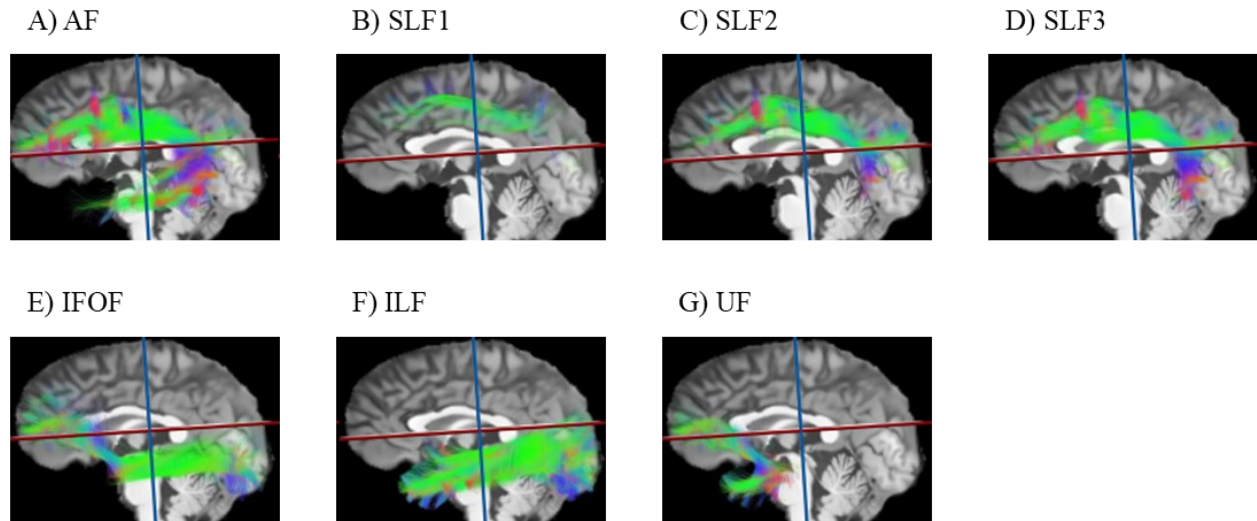 A) AF
B) SLF1
C) SLF2
D) SLF3
E) IFOF
F) ILF
G) UF